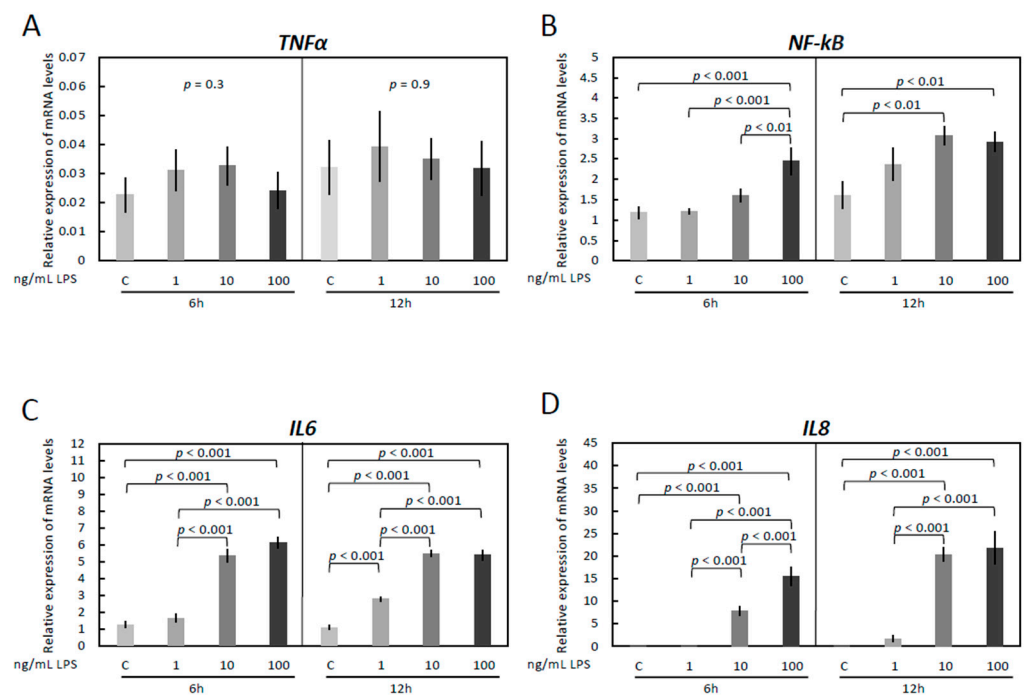 A
TNFα
Relative expression of mRNA levels
0.07
0.06
0.05
0.04
0.03
0.02
0.01
0
p = 0.3
p = 0.9
ng/mL LPS
C 1 10 100 C 1 10 100
6h 12h
B
NF-kB
Relative expression of mRNA levels
5
4.5
4
3.5
3
2.5
2
1.5
1
0.5
0
p < 0.001
p < 0.001
p < 0.01
p < 0.01
p < 0.01
ng/mL LPS
C 1 10 100 C 1 10 100
6h 12h
C
IL6
Relative expression of mRNA levels
12
11
10
9
8
7
6
5
4
3
2
1
0
p < 0.001
p < 0.001
p < 0.001
p < 0.001
p < 0.001
p < 0.001
p < 0.001
p < 0.001
p < 0.001
ng/mL LPS
C 1 10 100 C 1 10 100
6h 12h
D
IL8
Relative expression of mRNA levels
45
40
35
30
25
20
15
10
5
0
p < 0.001
p < 0.001
p < 0.001
p < 0.001
p < 0.001
p < 0.001
p < 0.001
p < 0.001
p < 0.001
ng/mL LPS
C 1 10 100 C 1 10 100
6h 12h